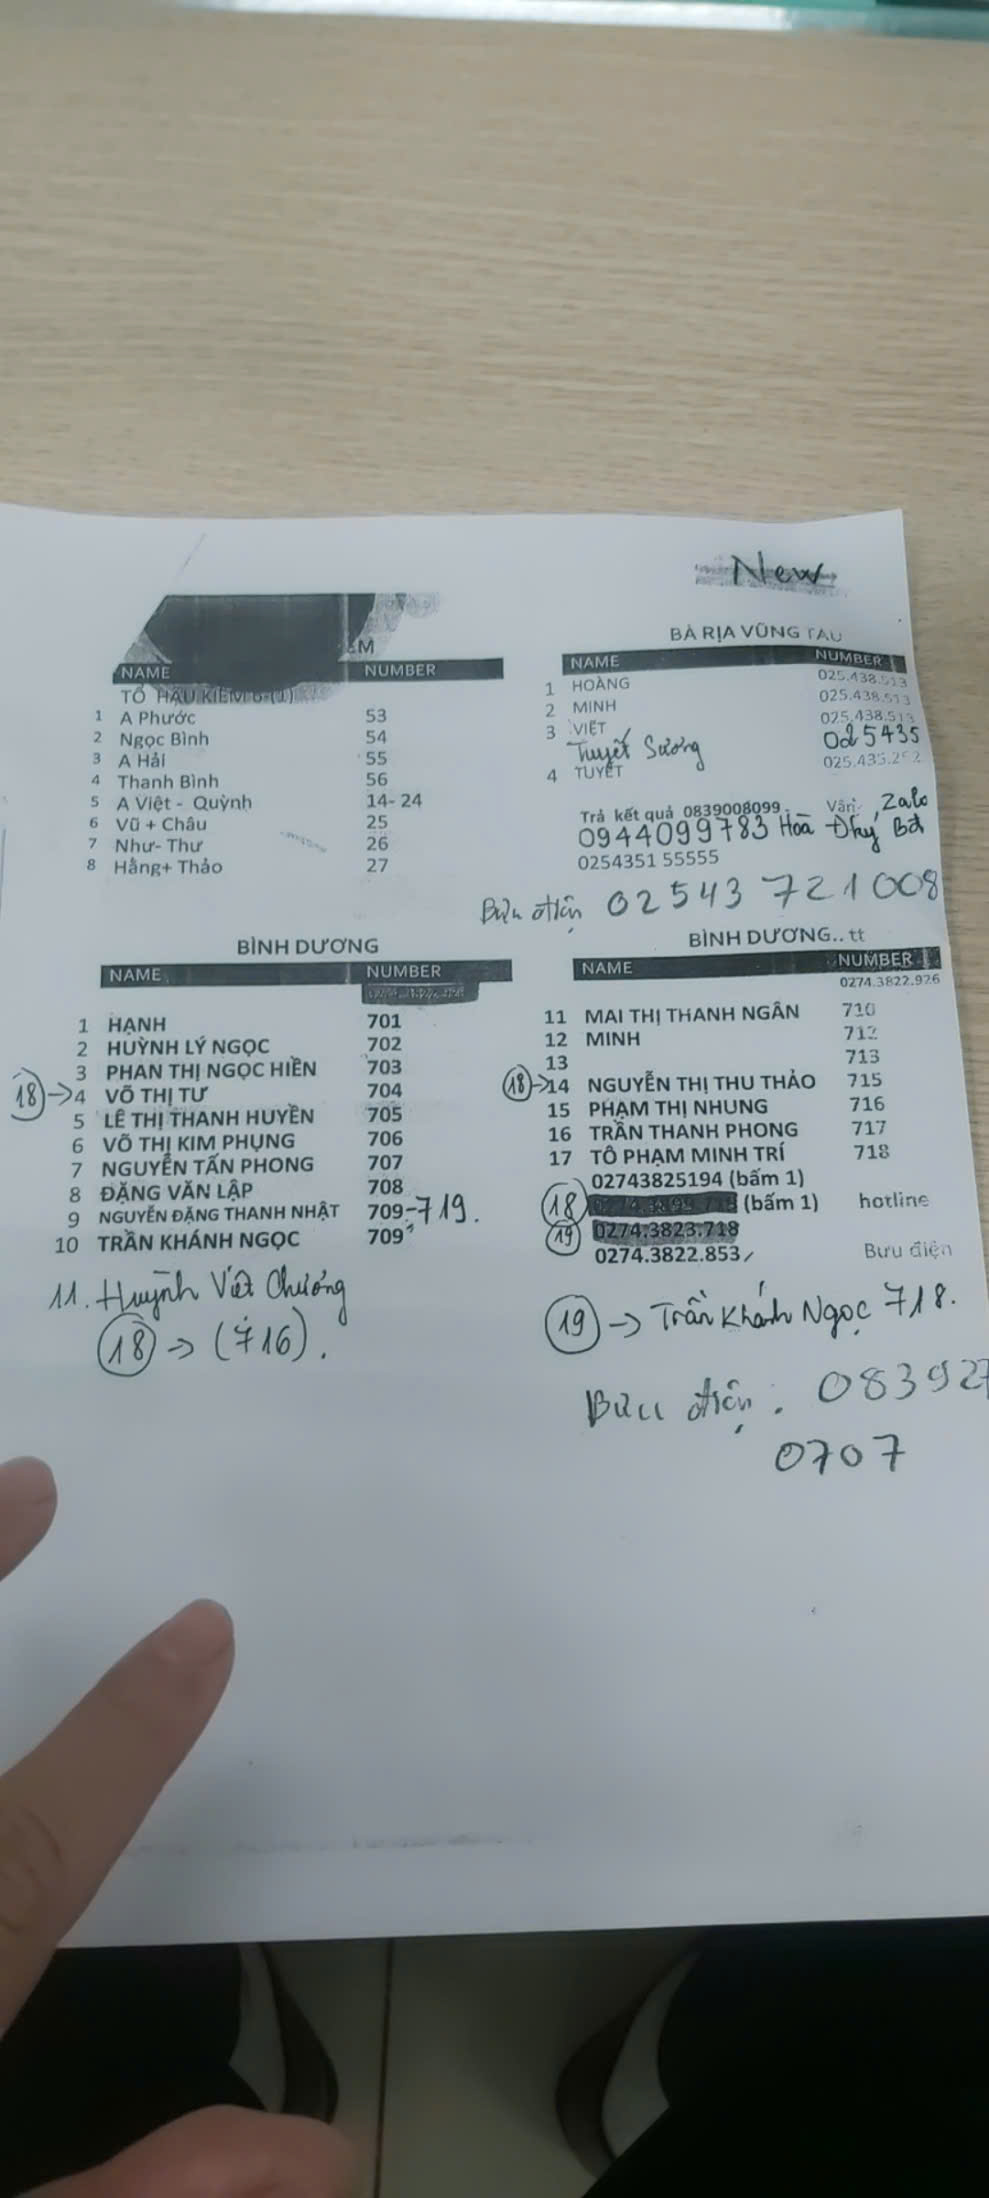 New
M
NAME NUMBER
TỔ HẬU KIỂM 6-(1)
1 A Phước 53
2 Ngọc Bình 54
3 A Hải 55
4 Thanh Bình 56
5 A Việt - Quỳnh 14- 24
6 Vũ + Châu 25
7 Như- Thư 26
8 Hằng+ Thảo 27
BÀ RỊA VŨNG TAU
NAME NUMBER
1 HOÀNG 025.438.513
2 MINH 025.438.513
3 VIỆT 025.438.513
Tuyết Sương 025435
4 TUYẾT 025.435.252
Trả kết quả 0839008099 Vân Zalo
0944099783 Hoà Đký Bđ
0254351 55555
Bưu điện 02543 721008
BÌNH DƯƠNG
NAME NUMBER
1 HẠNH 701
2 HUỲNH LÝ NGỌC 702
3 PHAN THỊ NGỌC HIỀN 703
18 → 4 VÕ THỊ TƯ 704
5 LÊ THỊ THANH HUYỀN 705
6 VÕ THỊ KIM PHỤNG 706
7 NGUYỄN TẤN PHONG 707
8 ĐẶNG VĂN LẬP 708
9 NGUYỄN ĐẶNG THANH NHẬT 709-719.
10 TRẦN KHÁNH NGỌC 709
11. Huỳnh Viết Chương
18 → (716).
BÌNH DƯƠNG.. tt
NAME NUMBER
0274.3822.926
11 MAI THỊ THANH NGÂN 710
12 MINH 712
13 713
18 → 14 NGUYỄN THỊ THU THẢO 715
15 PHẠM THỊ NHUNG 716
16 TRẦN THANH PHONG 717
17 TÔ PHẠM MINH TRÍ 718
02743825194 (bấm 1)
18 (bấm 1) hotline
19 0274.3823.718
0274.3822.853 Bưu điện
19 → Trần Khánh Ngọc 718.
Bưu điện : 083927
0707